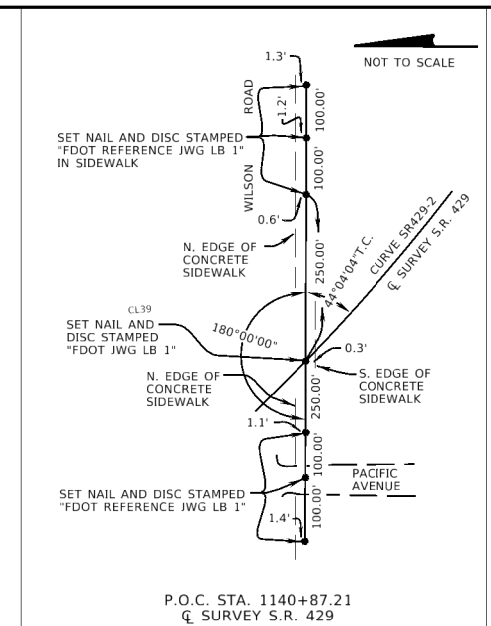 1.3'
NOT TO SCALE
ROAD
1.2'
100.00'
SET NAIL AND DISC STAMPED
"FDOT REFERENCE JWG LB 1"
IN SIDEWALK
100.00'
WILSON
0.6'
N. EDGE OF
CONCRETE
SIDEWALK
250.00'
44°04'04"T.C.
CURVE SR429-2
℄ SURVEY S.R. 429
CL39
SET NAIL AND
DISC STAMPED
"FDOT JWG LB 1"
180°00'00"
0.3'
N. EDGE OF
CONCRETE
SIDEWALK
S. EDGE OF
CONCRETE
SIDEWALK
250.00'
1.1'
100.00'
PACIFIC
AVENUE
SET NAIL AND DISC STAMPED
"FDOT REFERENCE JWG LB 1"
100.00'
1.4'
P.O.C. STA. 1140+87.21
℄ SURVEY S.R. 429